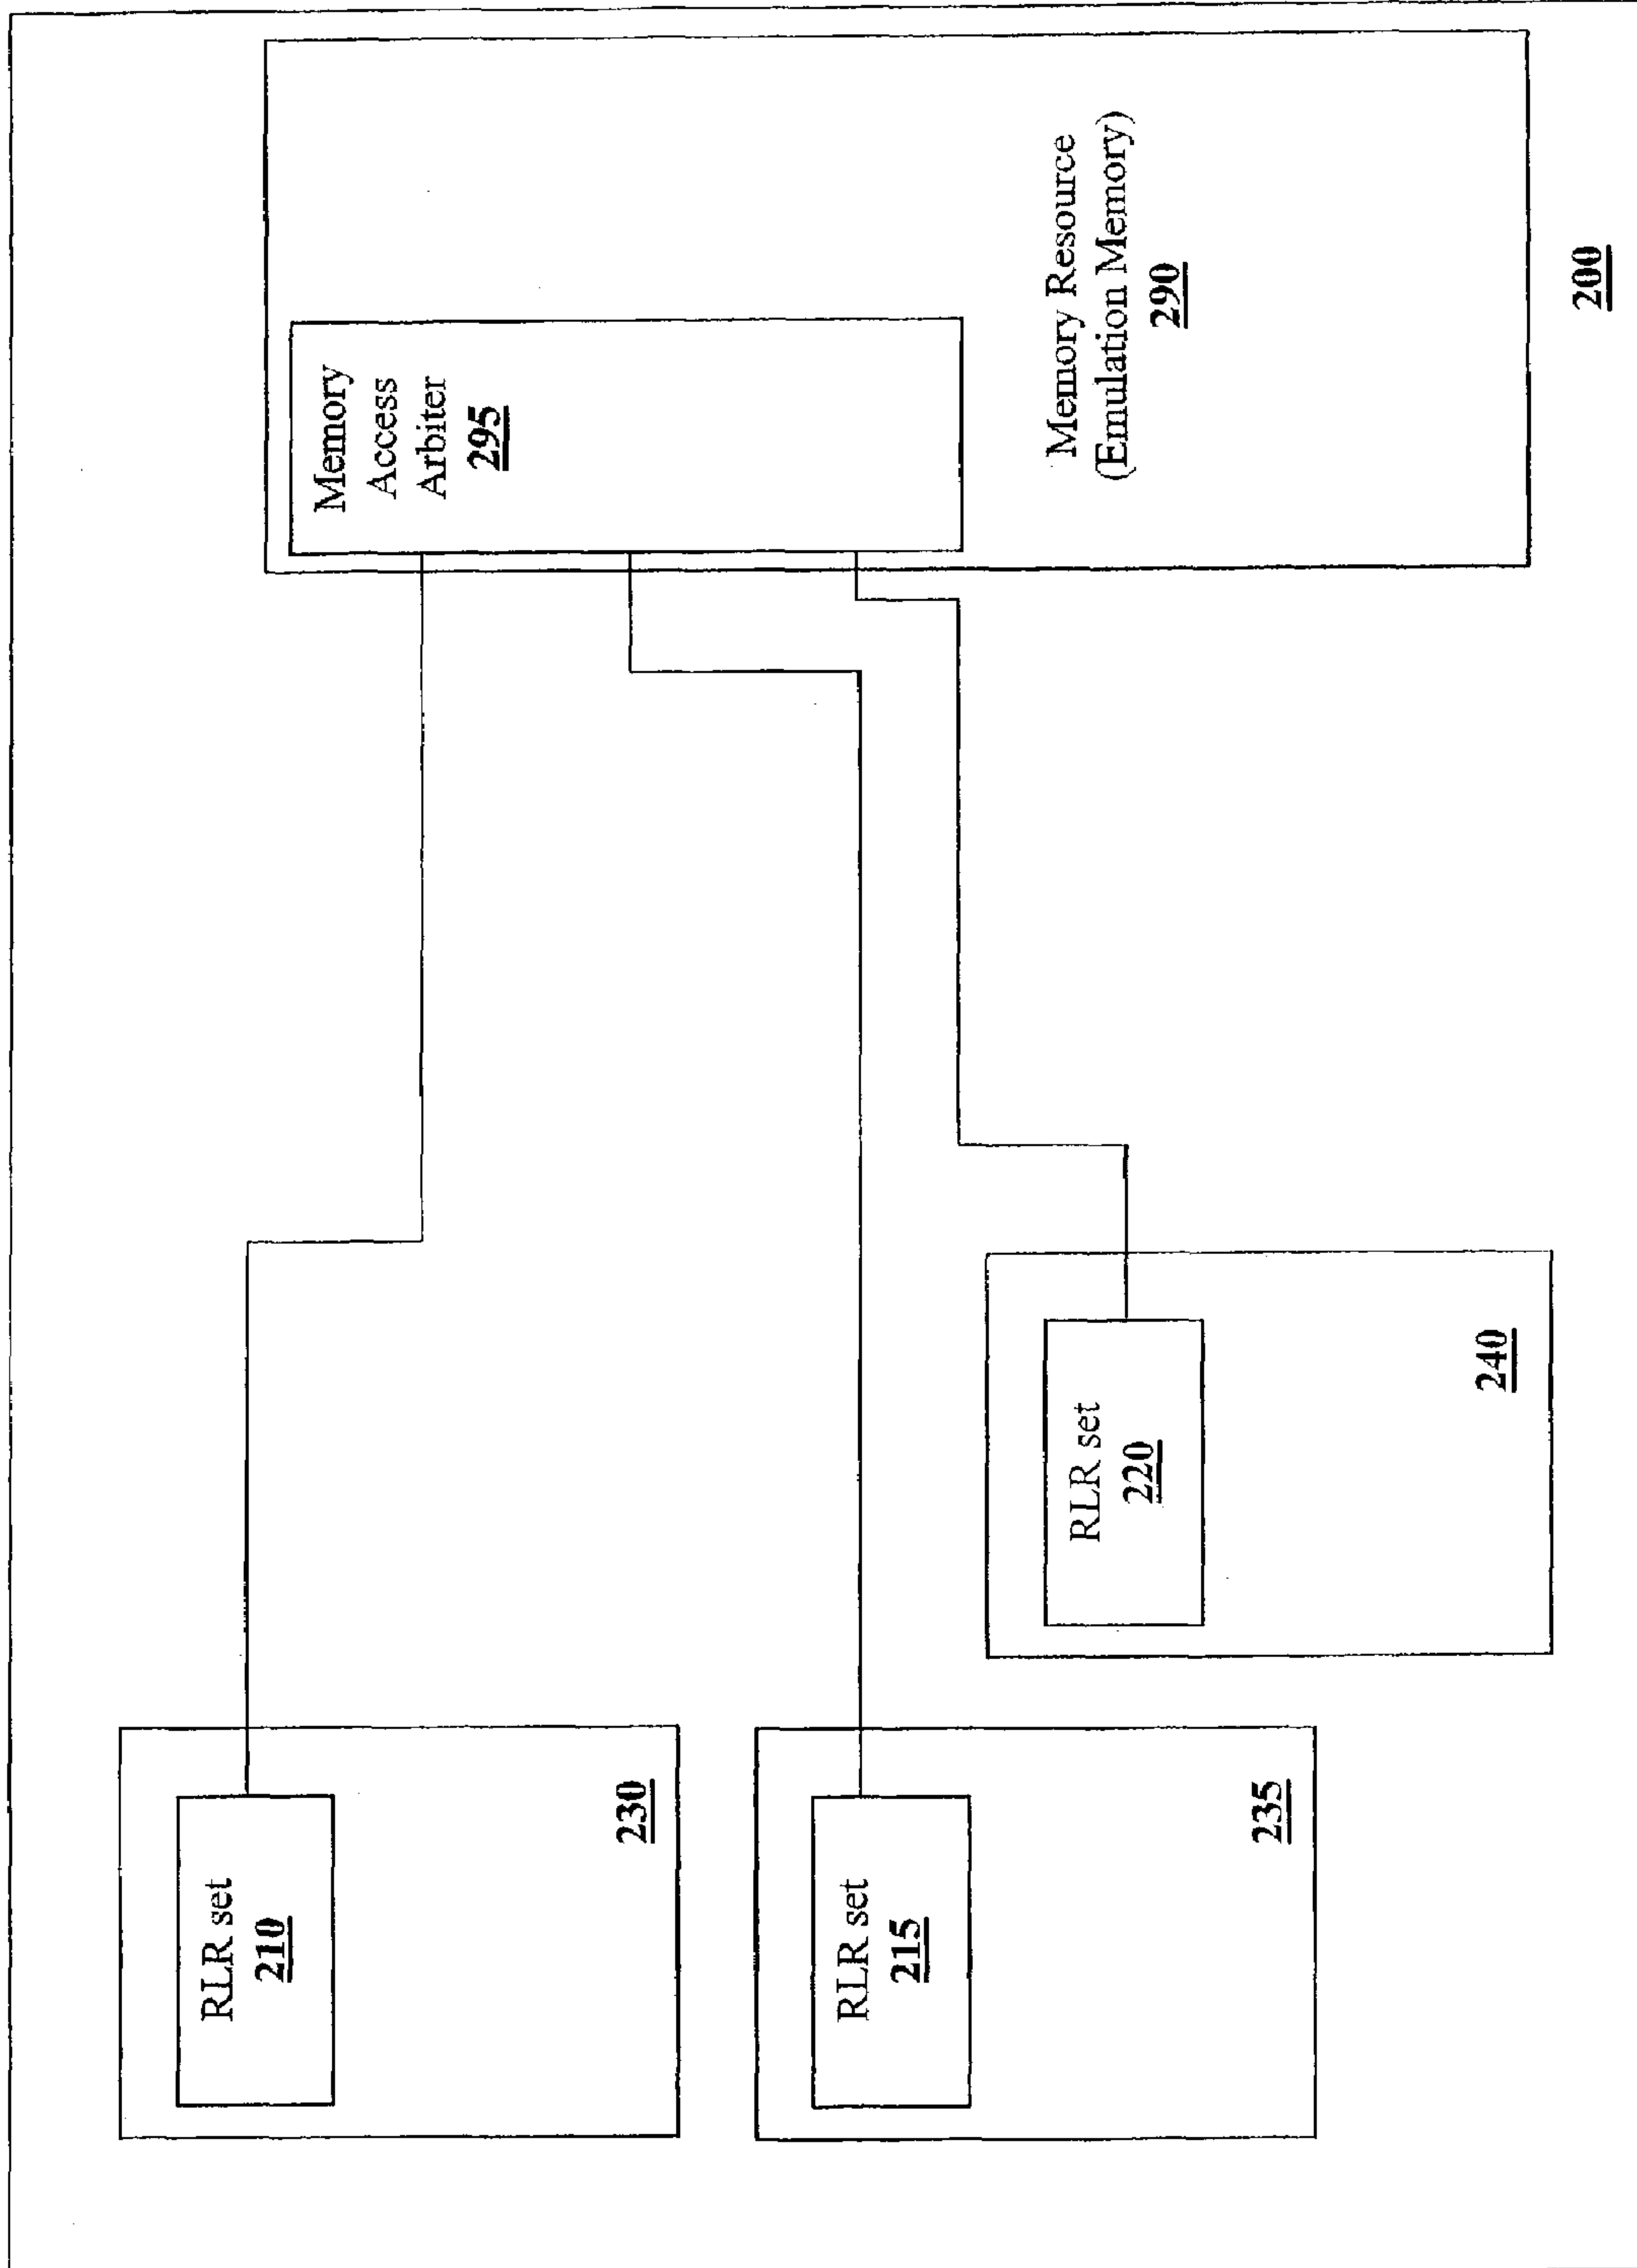 RLR set
210
230
RLR set
215
235
RLR set
220
240
Memory
Access
Arbiter
295
Memory Resource
(Emulation Memory)
290
200